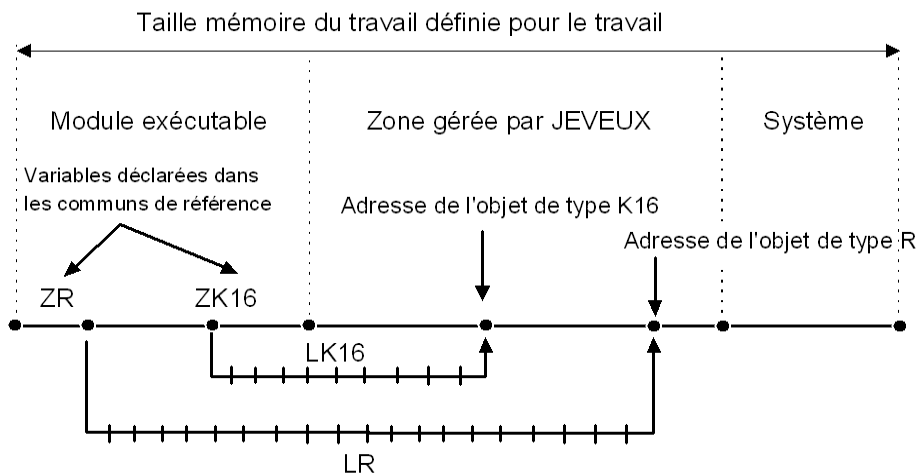 Taille mémoire du travail définie pour le travail
Module exécutable
Zone gérée par JEVEUX
Système
Variables déclarées dans
les communs de référence
Adresse de l'objet de type K16
Adresse de l'objet de type R
ZR
ZK16
LK16
LR